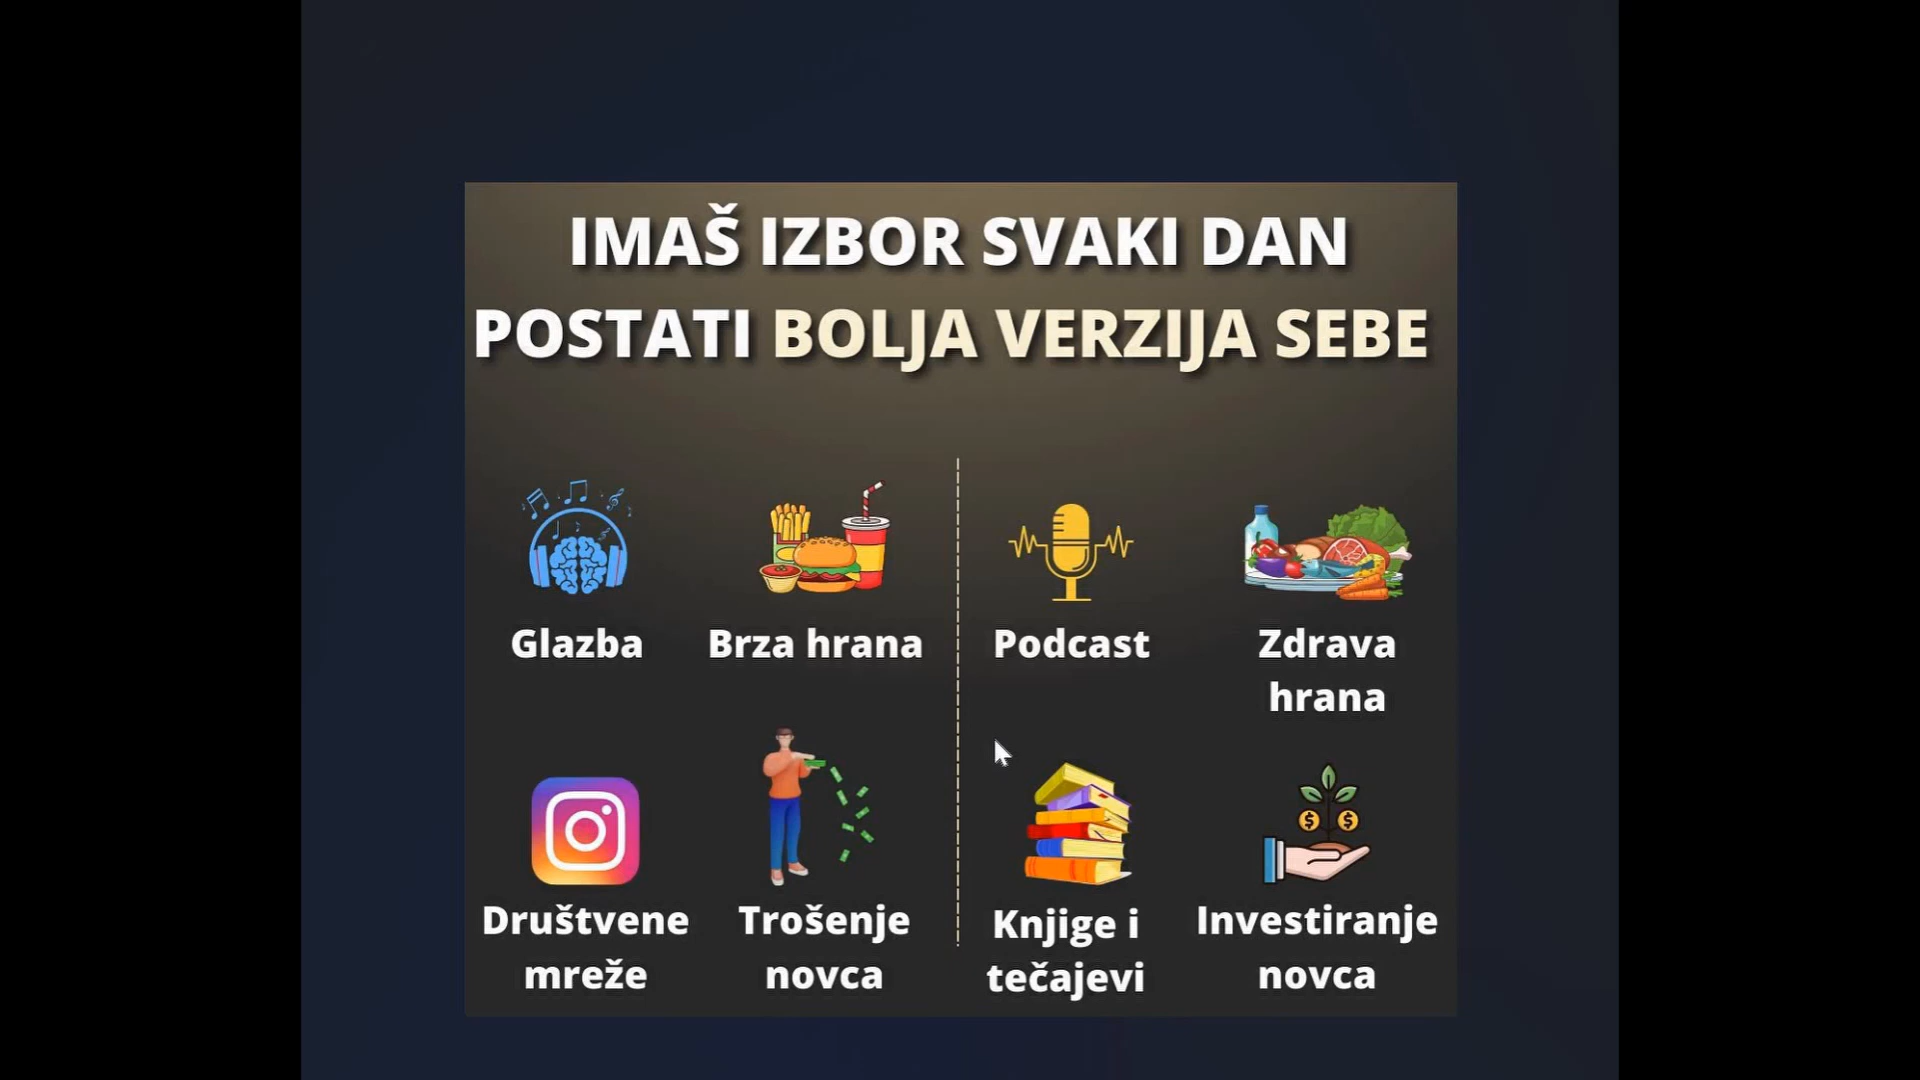 IMAŠ IZBOR SVAKI DAN
POSTATI BOLJA VERZIJA SEBE
Glazba
Brza hrana
Podcast
Zdrava
hrana
Društvene
mreže
Trošenje
novca
Knjige i
tečajevi
Investiranje
novca